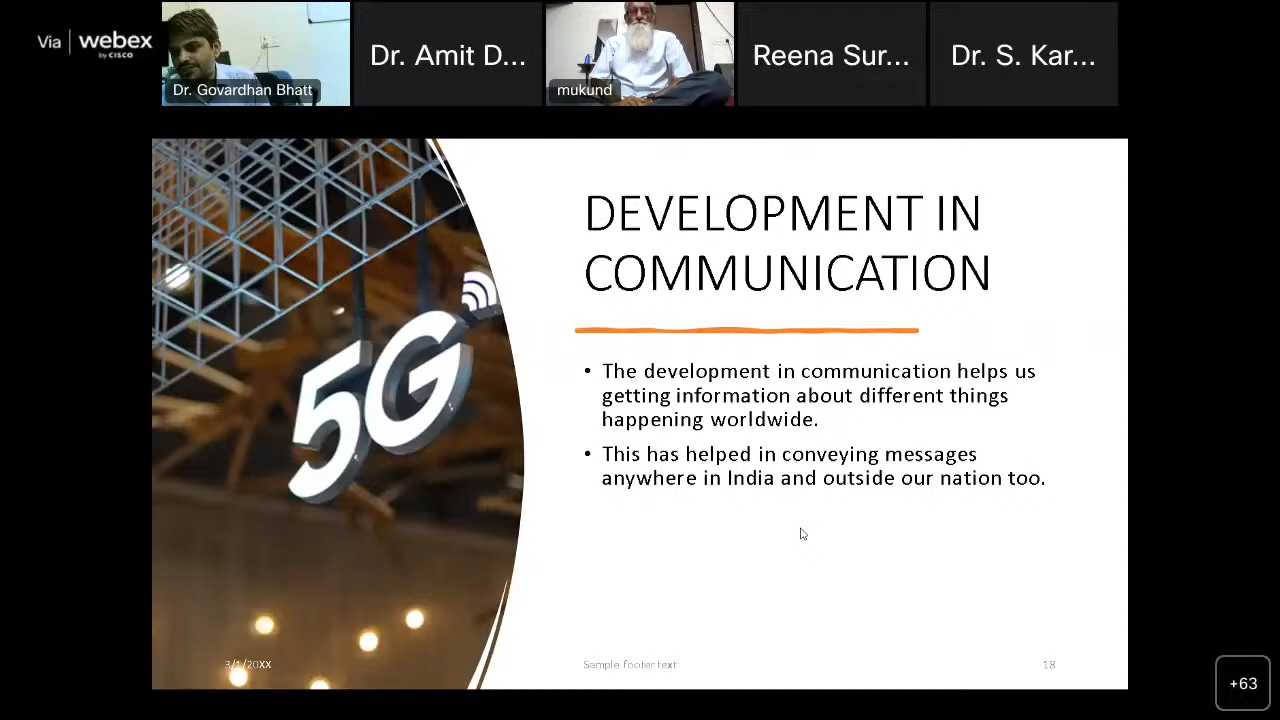 Via webex
by CISCO
Dr. Govardhan Bhatt
Dr. Amit D...
mukund
Reena Sur...
Dr. S. Kar...
5G
DEVELOPMENT IN
COMMUNICATION
• The development in communication helps us
getting information about different things
happening worldwide.
• This has helped in conveying messages
anywhere in India and outside our nation too.
3/1/20XX
Sample footer text
18
+63